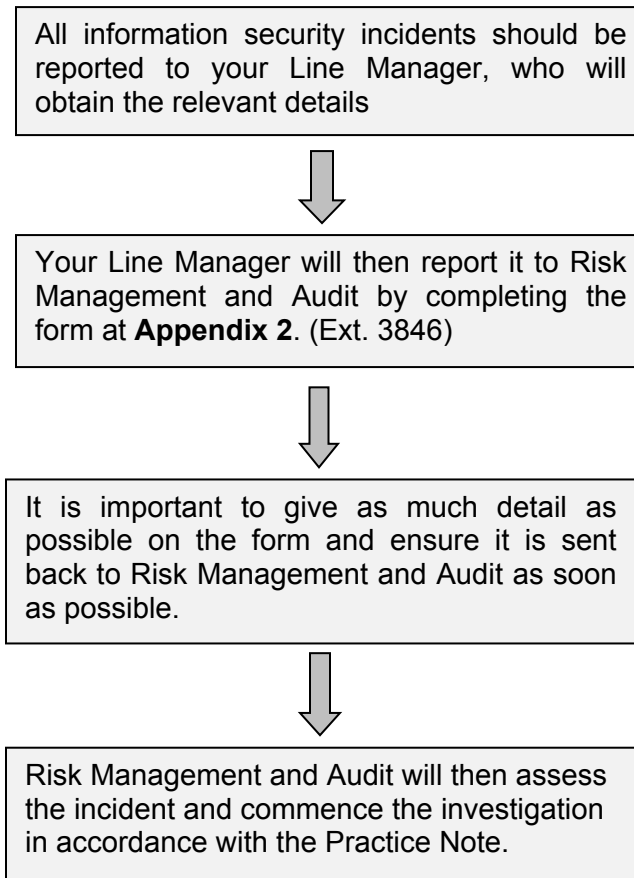 All information security incidents should be
reported to your Line Manager, who will
obtain the relevant details
Your Line Manager will then report it to Risk
Management and Audit by completing the
form at Appendix 2. (Ext. 3846)
It is important to give as much detail as
possible on the form and ensure it is sent
back to Risk Management and Audit as soon
as possible.
Risk Management and Audit will then assess
the incident and commence the investigation
in accordance with the Practice Note.